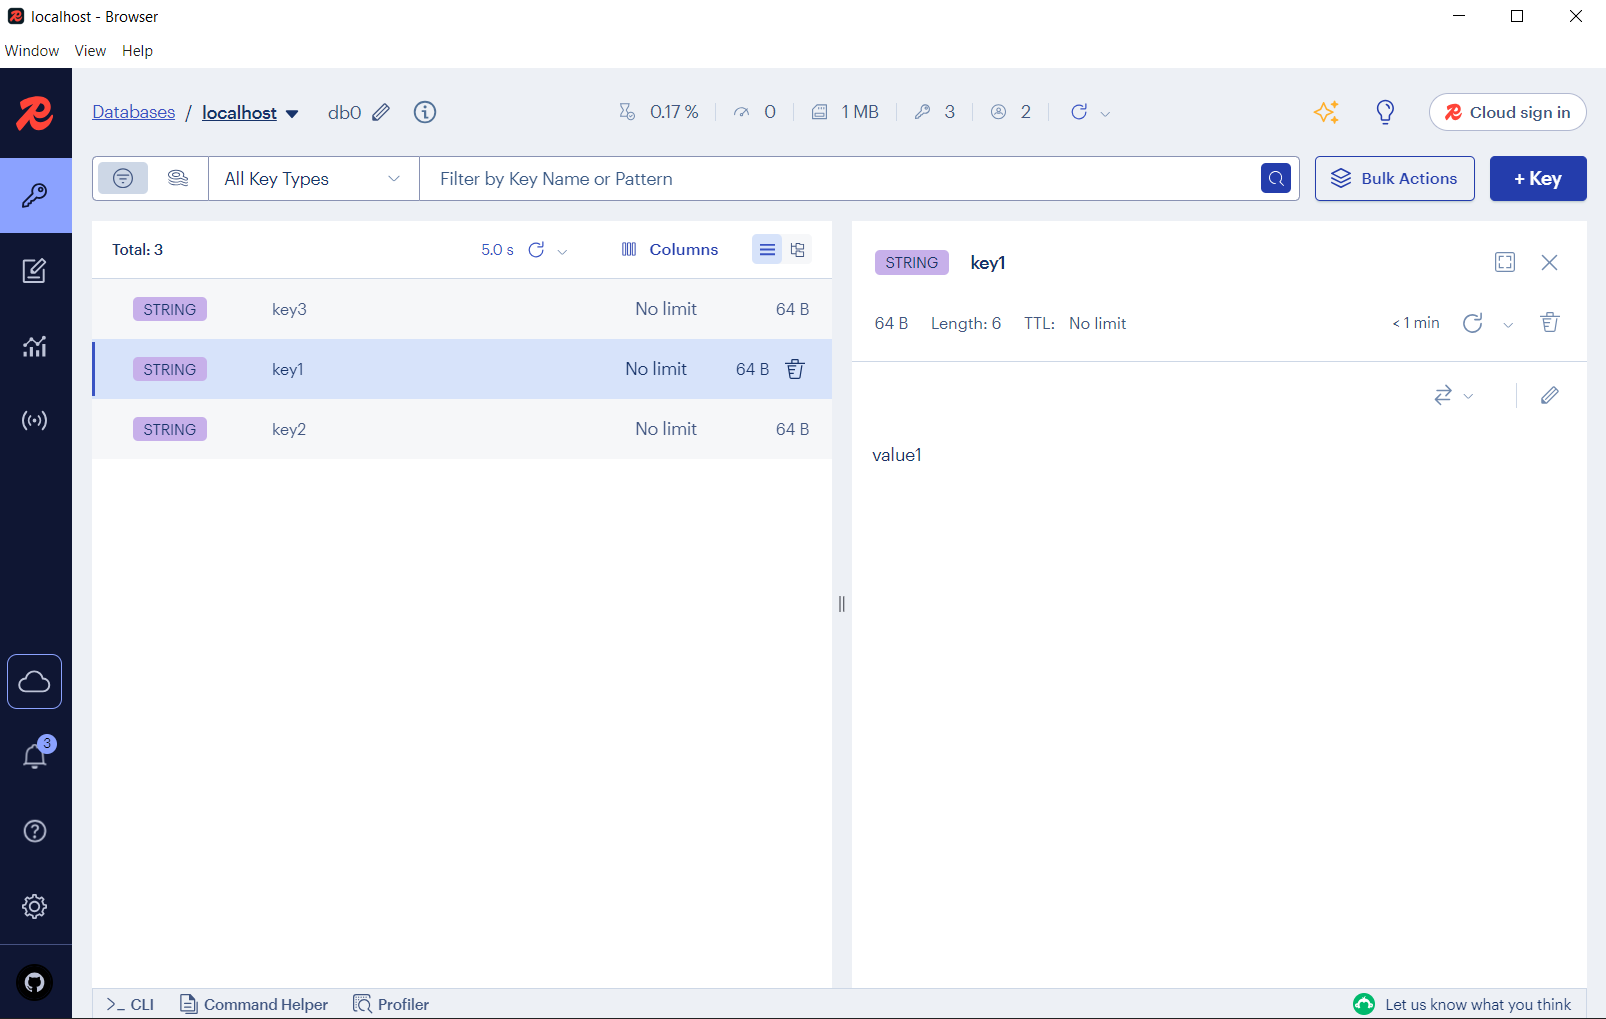 localhost - Browser
Window View Help
Databases / localhost db0 0.17 % 0 1 MB 3 2 Cloud sign in
All Key Types Filter by Key Name or Pattern Bulk Actions + Key
Total: 3 5.0 s Columns
STRING key3 No limit 64 B
STRING key1 No limit 64 B
STRING key2 No limit 64 B
STRING key1
64 B Length: 6 TTL: No limit < 1 min
value1
3
>_ CLI Command Helper Profiler Let us know what you think